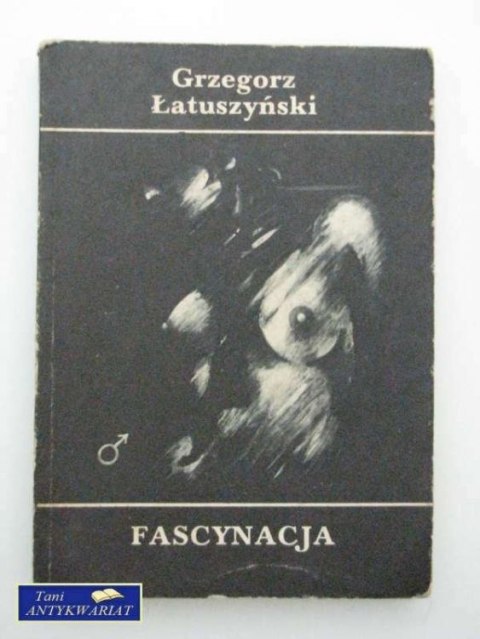 Grzegorz
Łatuszyński
FASCYNACJA
Tani
ANTYKWARIAT